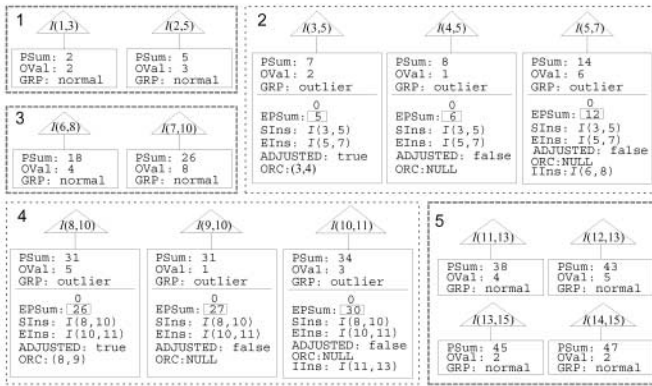 1
I(1,3)
PSum: 2
OVal: 2
GRP: normal
I(2,5)
PSum: 5
OVal: 3
GRP: normal
2
I(3,5)
PSum: 7
OVal: 2
GRP: outlier
0
EPSum: 5
SIns: I(3,5)
EIns: I(5,7)
ADJUSTED: true
ORC:(3,4)
I(4,5)
PSum: 8
OVal: 1
GRP: outlier
0
EPSum: 6
SIns: I(3,5)
EIns: I(5,7)
ADJUSTED: false
ORC:NULL
I(5,7)
PSum: 14
OVal: 6
GRP: outlier
0
EPSum: 12
SIns: I(3,5)
EIns: I(5,7)
ADJUSTED: false
ORC:NULL
IIns:I(6,8)
3
I(6,8)
PSum: 18
OVal: 4
GRP: normal
I(7,10)
PSum: 26
OVal: 8
GRP: normal
4
I(8,10)
PSum: 31
OVal: 5
GRP: outlier
0
EPSum: 26
SIns: I(8,10)
EIns: I(10,11)
ADJUSTED: true
ORC:(8,9)
I(9,10)
PSum: 31
OVal: 1
GRP: outlier
0
EPSum: 27
SIns: I(8,10)
EIns: I(10,11)
ADJUSTED: false
ORC:NULL
I(10,11)
PSum: 34
OVal: 3
GRP: outlier
0
EPSum: 30
SIns: I(8,10)
EIns: I(10,11)
ADJUSTED: false
ORC:NULL
IIns: I(11,13)
5
I(11,13)
PSum: 38
OVal: 4
GRP: normal
I(12,13)
PSum: 43
OVal: 5
GRP: normal
I(13,15)
PSum: 45
OVal: 2
GRP: normal
I(14,15)
PSum: 47
OVal: 2
GRP: normal